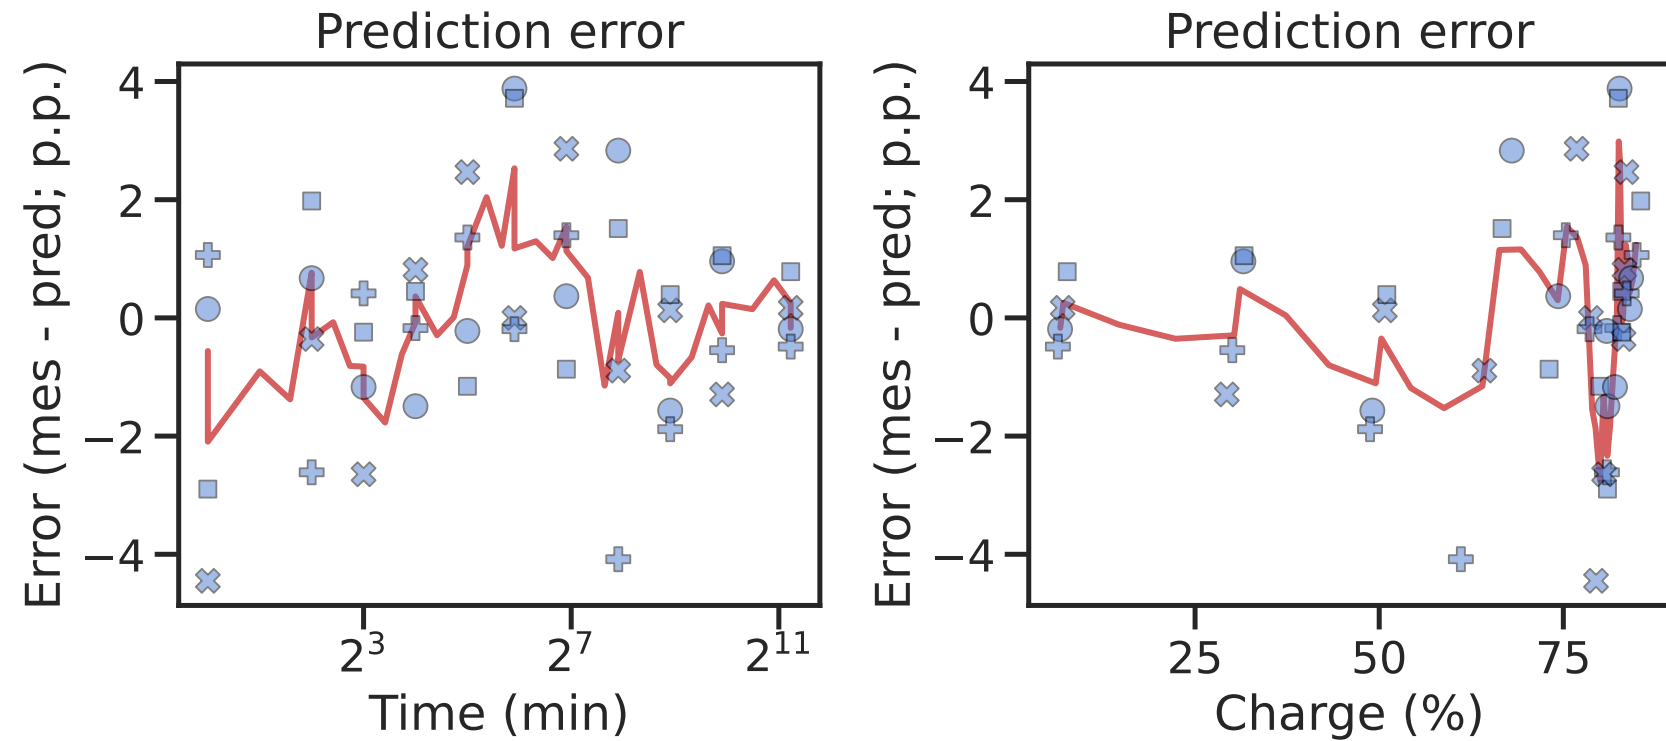 Prediction error
Error (mes - pred; p.p.)
4
2
0
−2
−4
2³
2⁷
2¹¹
Time (min)
Prediction error
Error (mes - pred; p.p.)
4
2
0
−2
−4
25
50
75
Charge (%)